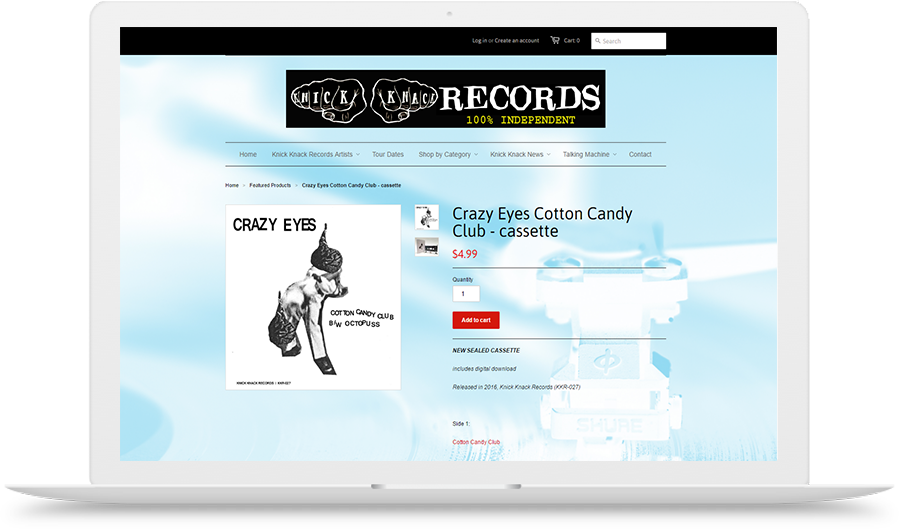 Log in or Create an account Cart: 0 Search
KNICK KNACK RECORDS
100% INDEPENDENT
Home Knick Knack Records Artists Tour Dates Shop by Category Knick Knack News Talking Machine Contact
Home Featured Products Crazy Eyes Cotton Candy Club - cassette
CRAZY EYES
COTTON CANDY CLUB
B/W OCTOPUSS
KNICK KNACK RECORDS | KKR-027
Crazy Eyes Cotton Candy
Club - cassette
$4.99
Quantity
1
Add to cart
NEW SEALED CASSETTE
includes digital download
Released in 2016, Knick Knack Records (KKR-027)
Side 1:
Cotton Candy Club
SHURE